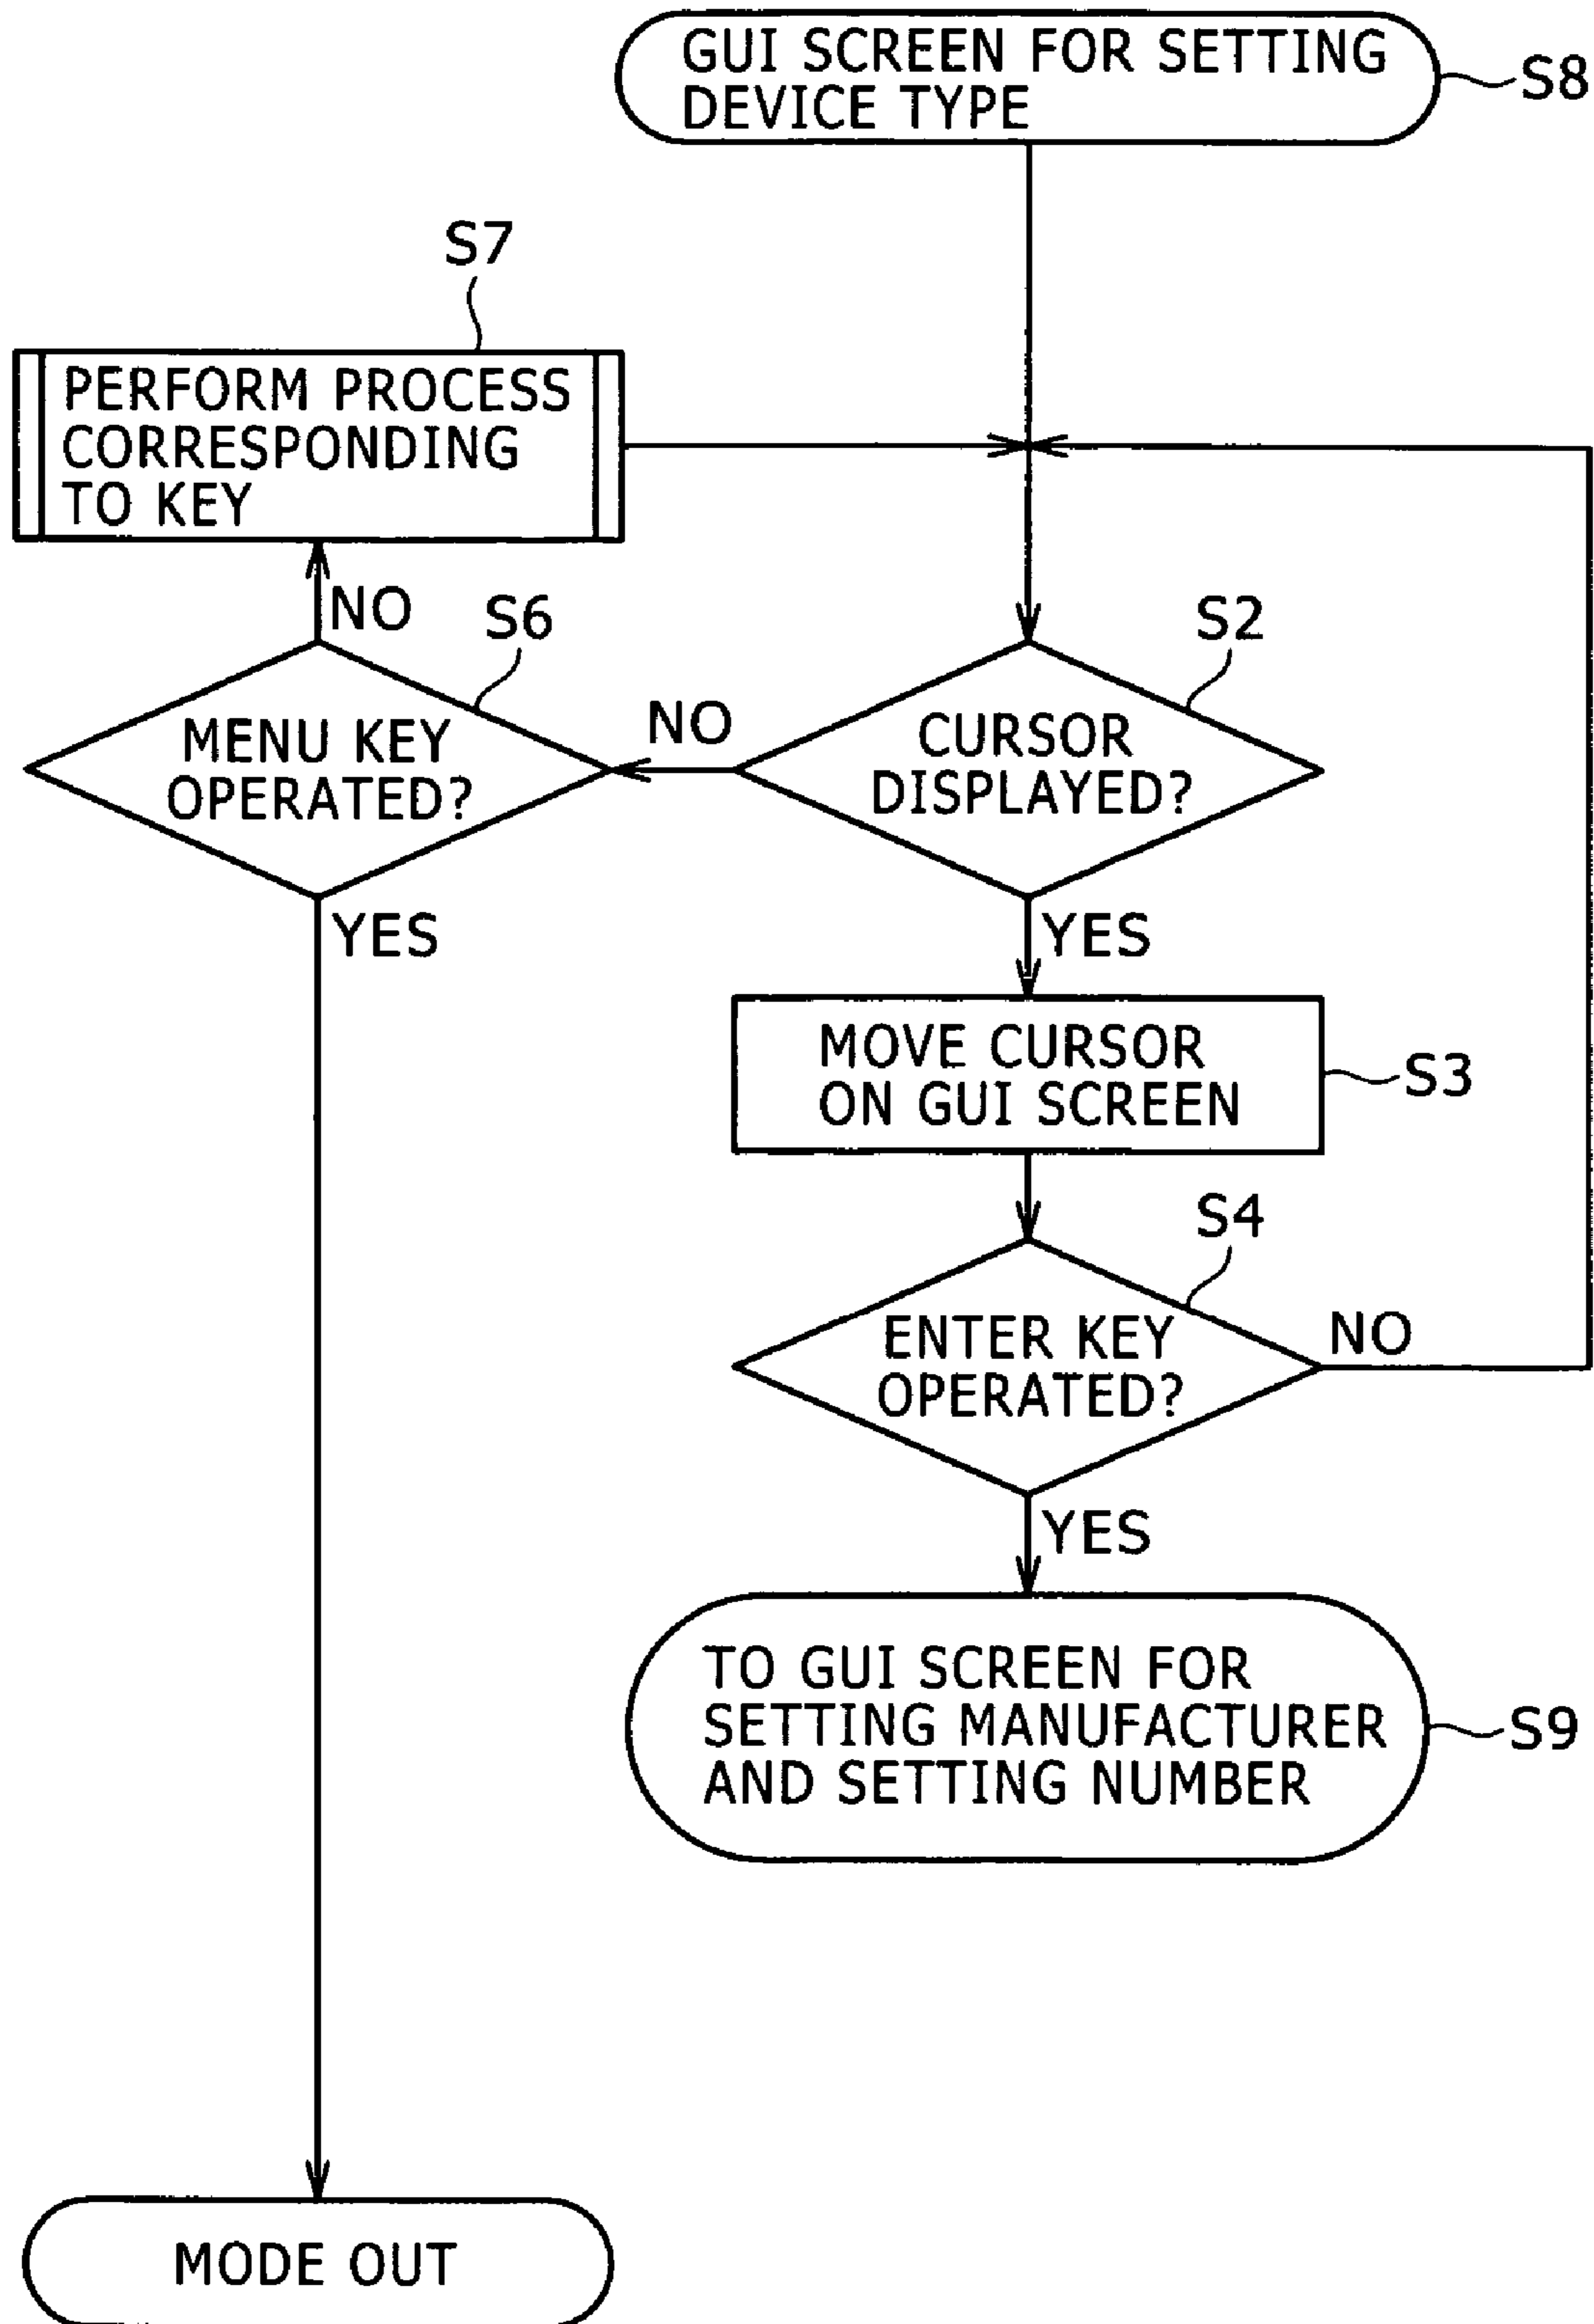 GUI SCREEN FOR SETTING
DEVICE TYPE
S8
S7
PERFORM PROCESS
CORRESPONDING
TO KEY
NO
S6
S2
MENU KEY
OPERATED?
NO
CURSOR
DISPLAYED?
YES
YES
MOVE CURSOR
ON GUI SCREEN
S3
S4
ENTER KEY
OPERATED?
NO
YES
TO GUI SCREEN FOR
SETTING MANUFACTURER
AND SETTING NUMBER
S9
MODE OUT